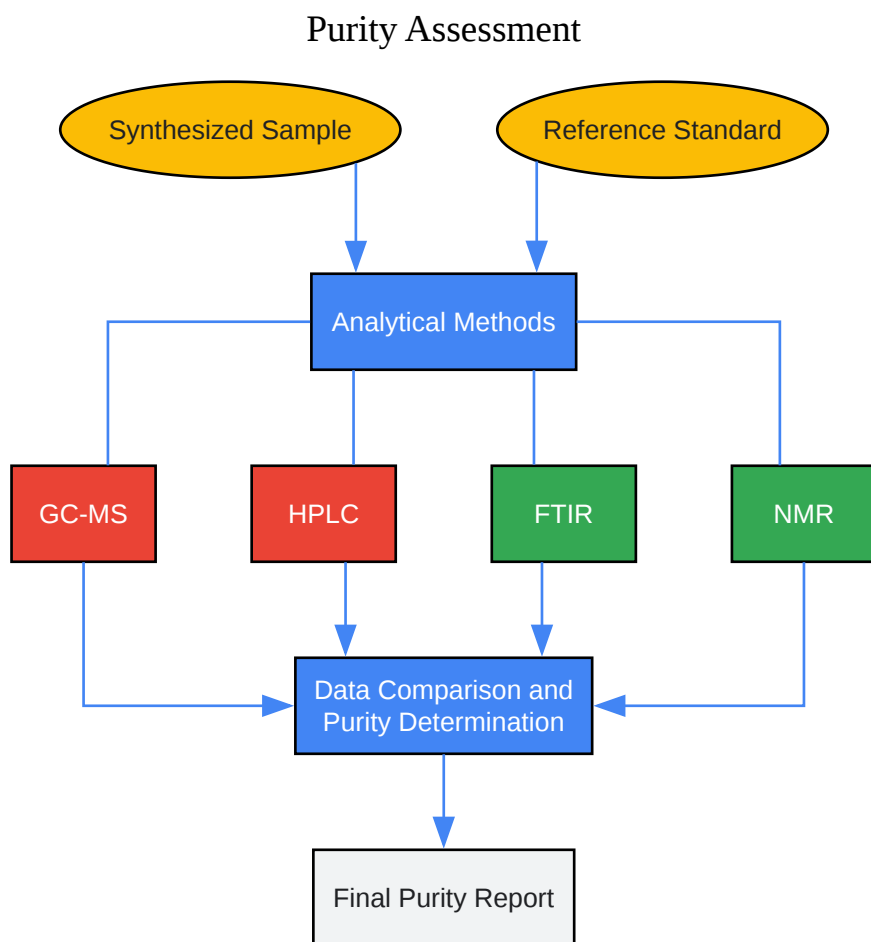 Purity Assessment
Synthesized Sample
Reference Standard
Analytical Methods
GC-MS
HPLC
FTIR
NMR
Data Comparison and
Purity Determination
Final Purity Report